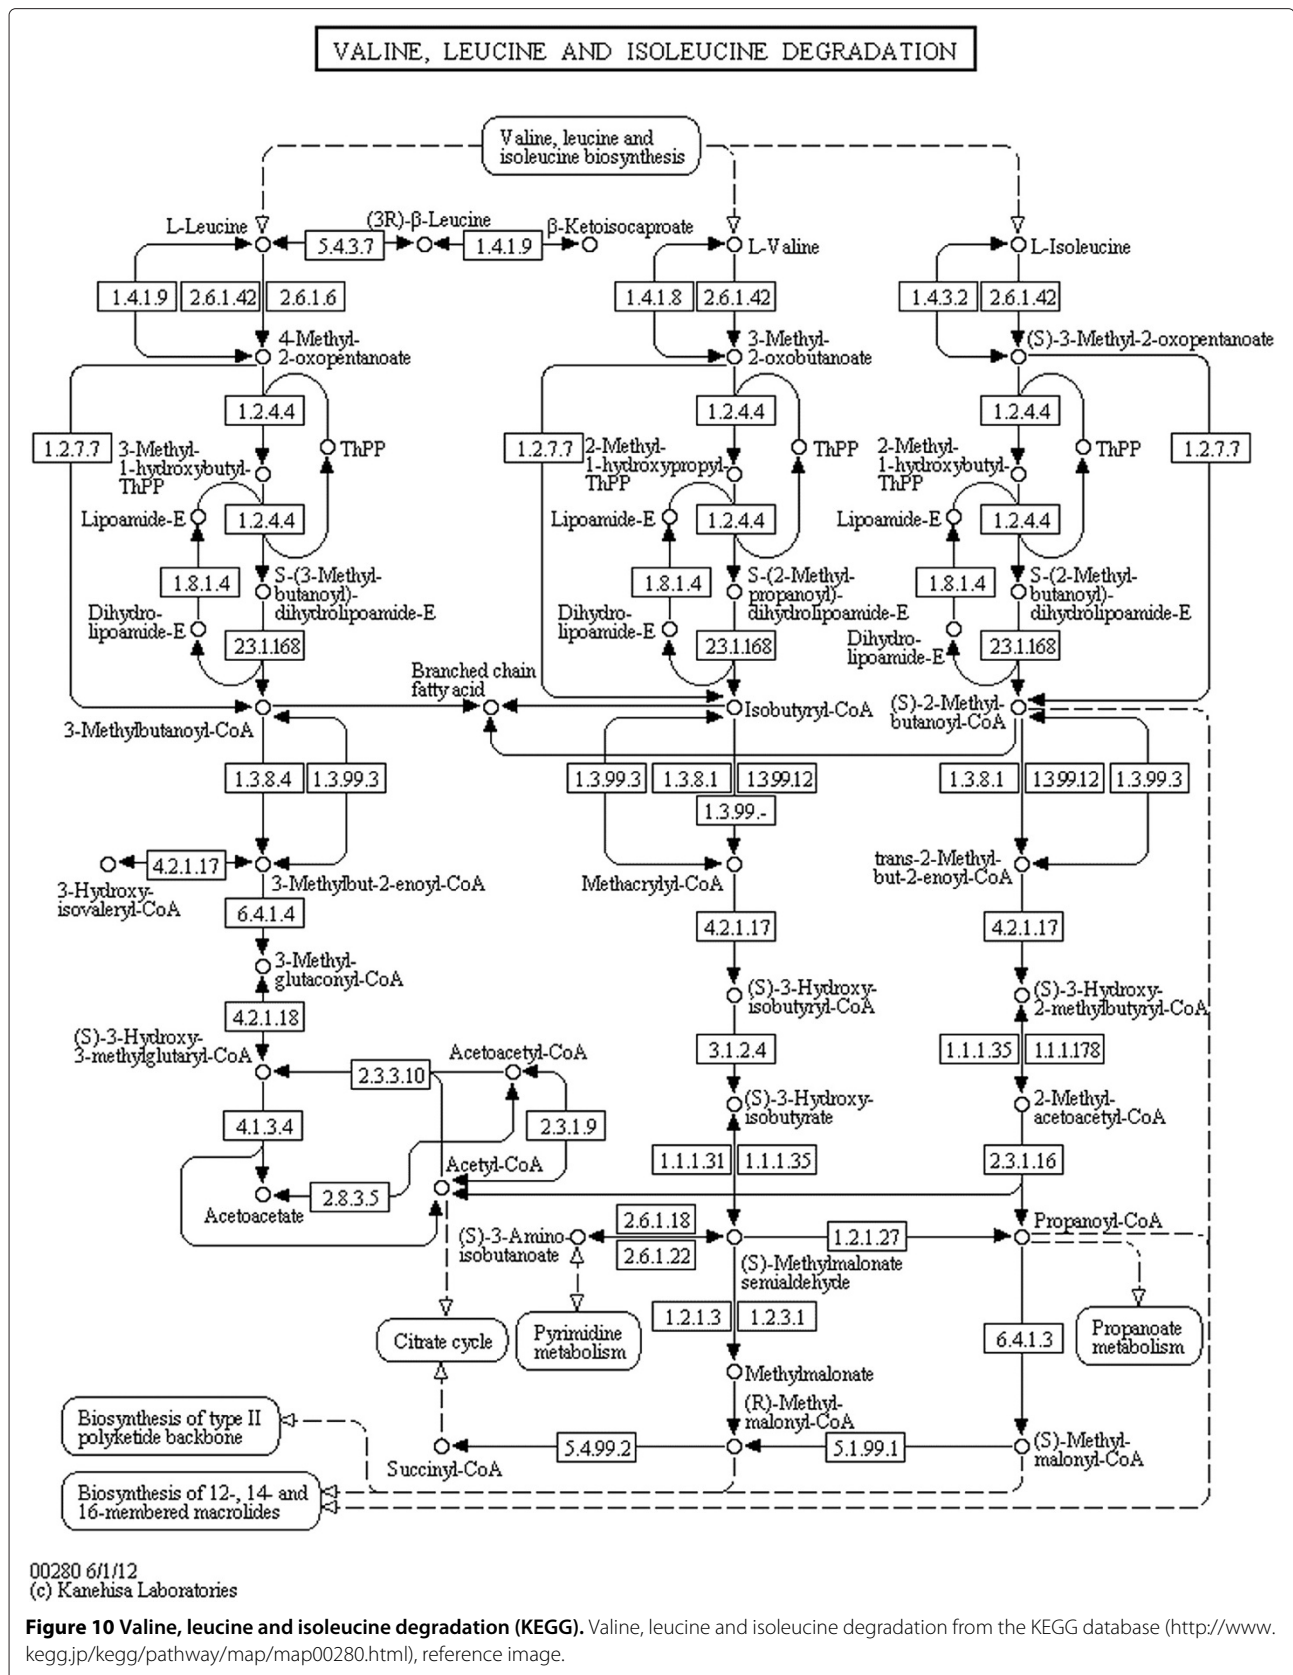 VALINE, LEUCINE AND ISOLEUCINE DEGRADATION
Valine, leucine and
isoleucine biosynthesis
L-Leucine
(3R)-β-Leucine
β-Ketoisocaproate
L-Valine
L-Isoleucine
5.4.3.7
1.4.1.9
1.4.1.9
2.6.1.42
2.6.1.6
1.4.1.8
2.6.1.42
1.4.3.2
2.6.1.42
4-Methyl-
2-oxopentanoate
3-Methyl-
2-oxobutanoate
(S)-3-Methyl-2-oxopentanoate
1.2.4.4
1.2.4.4
1.2.4.4
1.2.7.7
3-Methyl-
1-hydroxybutyl-
ThPP
ThPP
1.2.7.7
2-Methyl-
1-hydroxypropyl-
ThPP
ThPP
2-Methyl-
1-hydroxybutyl-
ThPP
ThPP
1.2.7.7
Lipoamide-E
1.2.4.4
Lipoamide-E
1.2.4.4
Lipoamide-E
1.2.4.4
1.8.1.4
S-(3-Methyl-
butanoyl)-
dihydrolipoamide-E
1.8.1.4
S-(2-Methyl-
propanoyl)-
dihydrolipoamide-E
1.8.1.4
S-(2-Methyl-
butanoyl)-
dihydrolipoamide-E
Dihydro-
lipoamide-E
Dihydro-
lipoamide-E
Dihydro-
lipoamide-E
2.3.1.168
2.3.1.168
2.3.1.168
Branched chain
fatty acid
3-Methylbutanoyl-CoA
Isobutyryl-CoA
(S)-2-Methyl-
butanoyl-CoA
1.3.8.4
1.3.99.3
1.3.99.3
1.3.8.1
1.3.99.12
1.3.99.-
1.3.8.1
1.3.99.12
1.3.99.3
4.2.1.17
3-Hydroxy-
isovaleryl-CoA
3-Methylbut-2-enoyl-CoA
Methacrylyl-CoA
trans-2-Methyl-
but-2-enoyl-CoA
6.4.1.4
4.2.1.17
4.2.1.17
3-Methyl-
glutaconyl-CoA
(S)-3-Hydroxy-
isobutyryl-CoA
(S)-3-Hydroxy-
2-methylbutyryl-CoA
4.2.1.18
3.1.2.4
1.1.1.35
1.1.1.178
(S)-3-Hydroxy-
3-methylglutaryl-CoA
2.3.3.10
Acetoacetyl-CoA
(S)-3-Hydroxy-
isobutyrate
2-Methyl-
acetoacetyl-CoA
4.1.3.4
2.3.1.9
1.1.1.31
1.1.1.35
2.3.1.16
Acetyl-CoA
2.8.3.5
Acetoacetate
(S)-3-Amino-
isobutanoate
2.6.1.18
2.6.1.22
(S)-Methylmalonate
semialdehyde
1.2.1.27
Propanoyl-CoA
1.2.1.3
1.2.3.1
6.4.1.3
Citrate cycle
Pyrimidine
metabolism
Propanoate
metabolism
Methylmalonate
Biosynthesis of type II
polyketide backbone
(R)-Methyl-
malonyl-CoA
Succinyl-CoA
5.4.99.2
5.1.99.1
(S)-Methyl-
malonyl-CoA
Biosynthesis of 12-, 14- and
16-membered macrolides
00280 6/1/12
(c) Kanehisa Laboratories
Figure 10 Valine, leucine and isoleucine degradation (KEGG). Valine, leucine and isoleucine degradation from the KEGG database (http://www.
kegg.jp/kegg/pathway/map/map00280.html), reference image.